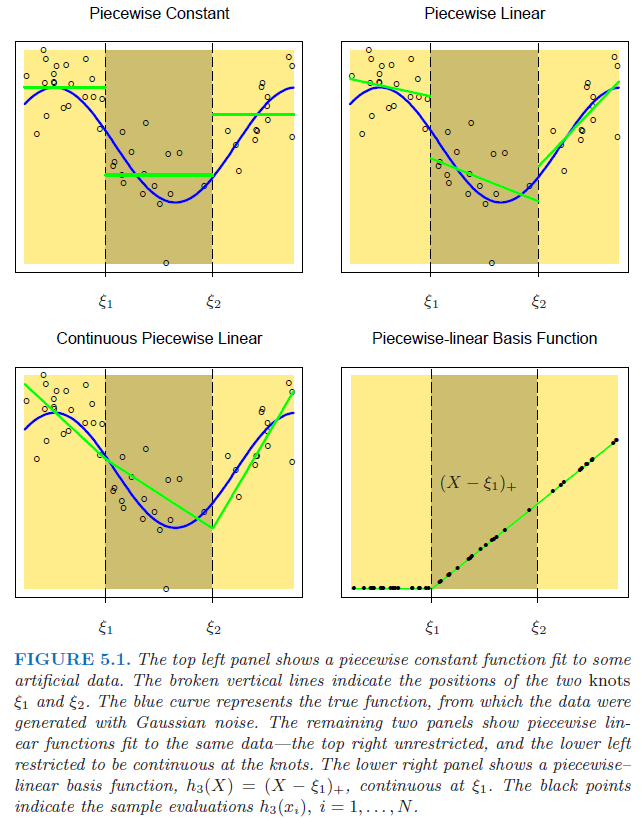 Piecewise Constant
Piecewise Linear
ξ1
ξ2
ξ1
ξ2
Continuous Piecewise Linear
Piecewise-linear Basis Function
(X − ξ1)+
ξ1
ξ2
ξ1
ξ2
FIGURE 5.1. The top left panel shows a piecewise constant function fit to some
artificial data. The broken vertical lines indicate the positions of the two knots
ξ1 and ξ2. The blue curve represents the true function, from which the data were
generated with Gaussian noise. The remaining two panels show piecewise lin-
ear functions fit to the same data—the top right unrestricted, and the lower left
restricted to be continuous at the knots. The lower right panel shows a piecewise–
linear basis function, h3(X) = (X − ξ1)+, continuous at ξ1. The black points
indicate the sample evaluations h3(xi), i = 1, . . . , N.